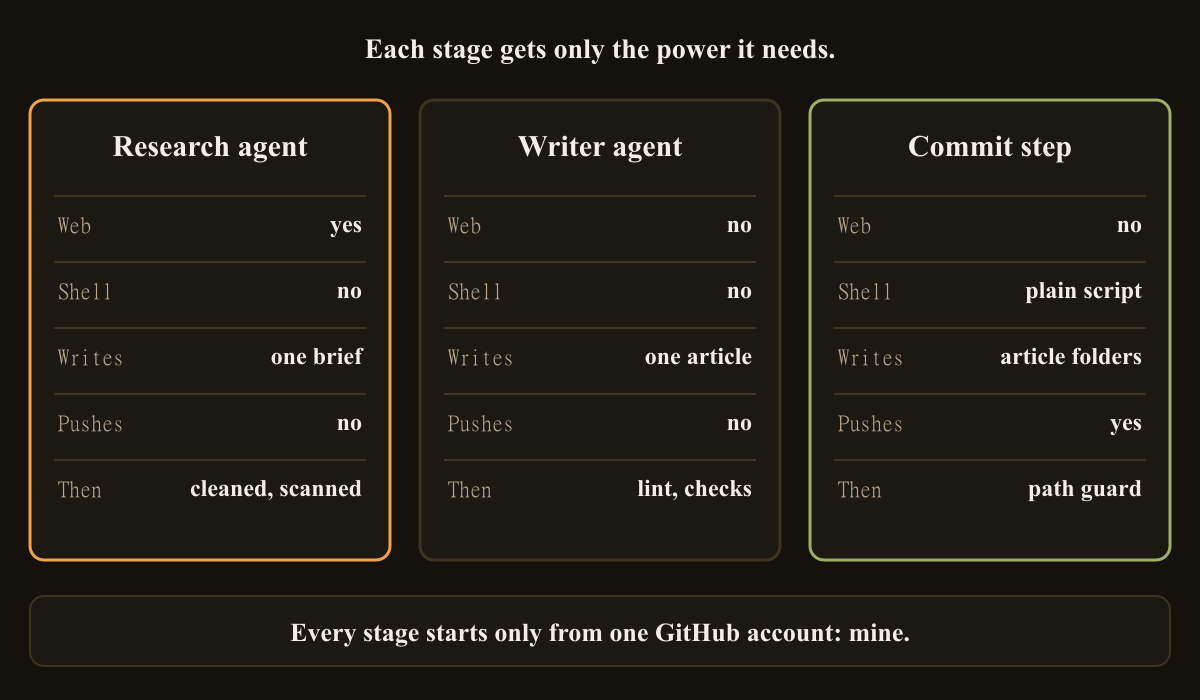 Each stage gets only the power it needs.
Research agent
Web yes
Shell no
Writes one brief
Pushes no
Then cleaned, scanned
Writer agent
Web no
Shell no
Writes one article
Pushes no
Then lint, checks
Commit step
Web no
Shell plain script
Writes article folders
Pushes yes
Then path guard
Every stage starts only from one GitHub account: mine.